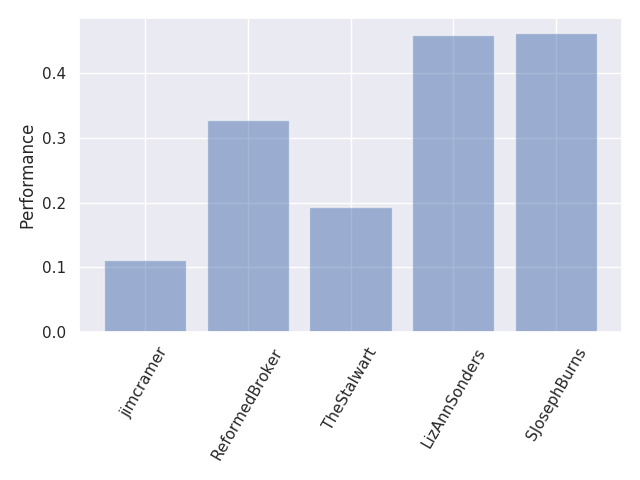 0.4
0.3
Performance
0.2
0.1
0.0
jimcramer
ReformedBroker
TheStalwart
LizAnnSonders
SJosephBurns